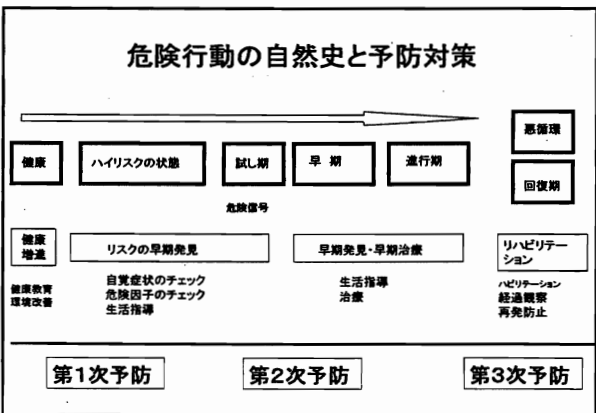 危険行動の自然史と予防対策
健康
ハイリスクの状態
試し期
早 期
進行期
悪循環
回復期
危険信号
健康
増進
リスクの早期発見
早期発見・早期治療
リハビリテー
ション
健康教育
環境改善
自覚症状のチェック
危険因子のチェック
生活指導
生活指導
治療
ハビリテーション
経過観察
再発防止
第1次予防
第2次予防
第3次予防